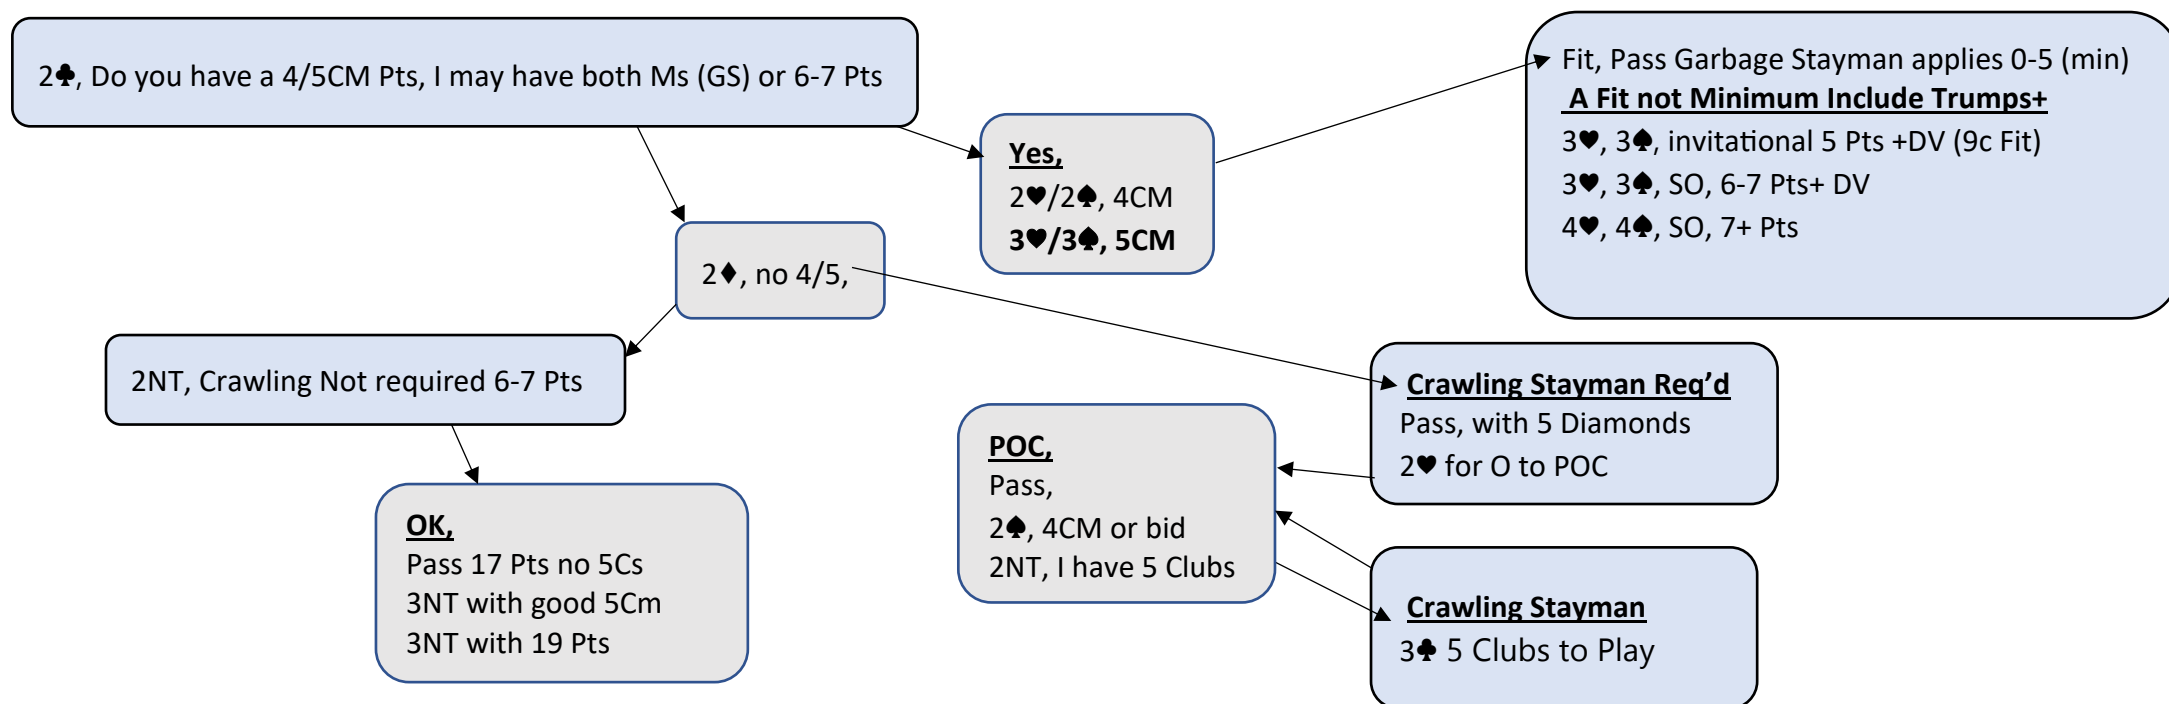 2♣, Do you have a 4/5CM Pts, I may have both Ms (GS) or 6-7 Pts
Fit, Pass Garbage Stayman applies 0-5 (min)
A Fit not Minimum Include Trumps+
3♥, 3♠, invitational 5 Pts +DV (9c Fit)
3♥, 3♠, SO, 6-7 Pts+ DV
4♥, 4♠, SO, 7+ Pts
Yes,
2♥/2♠, 4CM
3♥/3♠, 5CM
2♦, no 4/5,
2NT, Crawling Not required 6-7 Pts
Crawling Stayman Req’d
Pass, with 5 Diamonds
2♥ for O to POC
POC,
Pass,
2♠, 4CM or bid
2NT, I have 5 Clubs
OK,
Pass 17 Pts no 5Cs
3NT with good 5Cm
3NT with 19 Pts
Crawling Stayman
3♣ 5 Clubs to Play